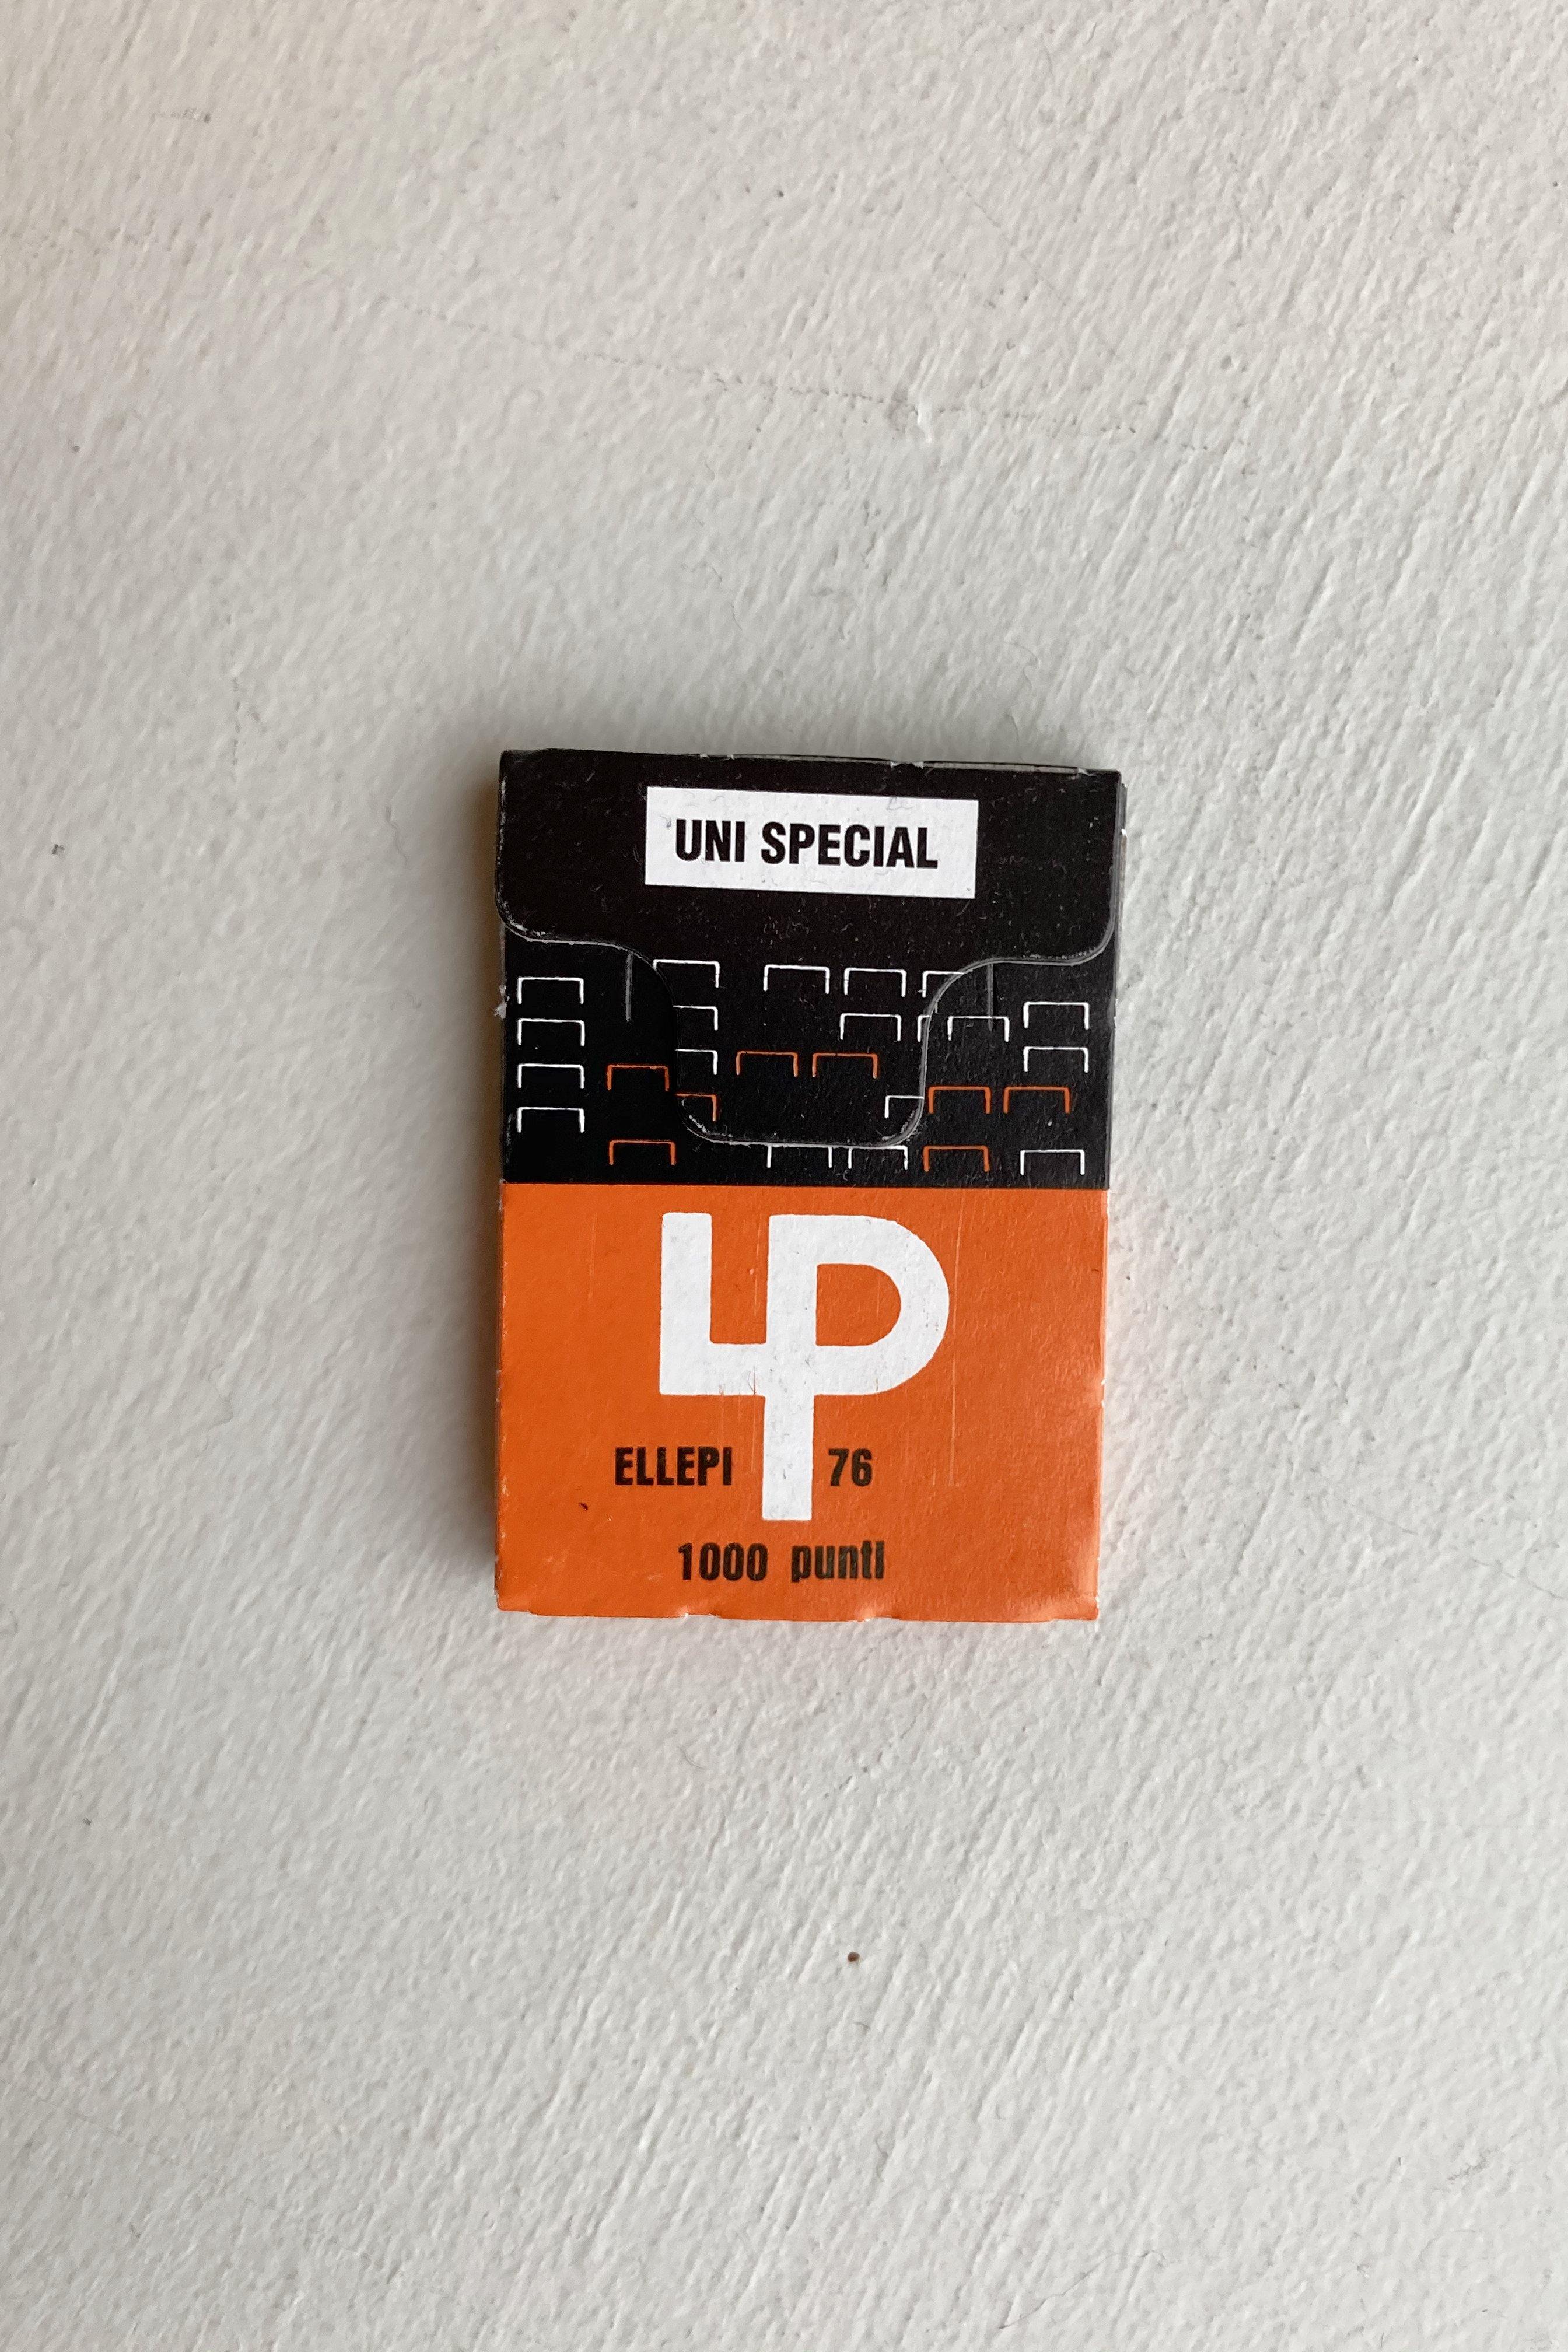 UNI SPECIAL
LP
ELLEPI 76
1000 punti